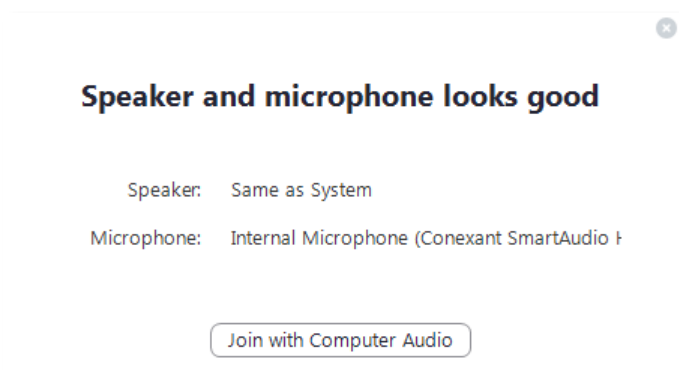 Speaker and microphone looks good
Speaker: Same as System
Microphone: Internal Microphone (Conexant SmartAudio
Join with Computer Audio